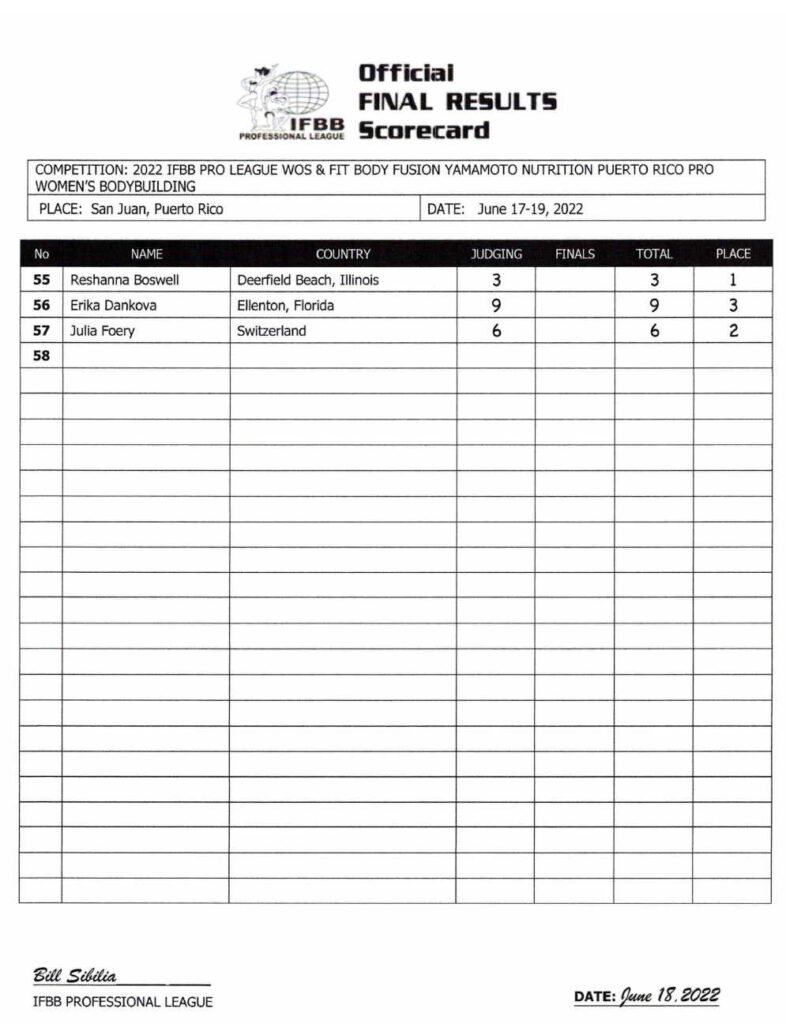 Official
FINAL RESULTS
Scorecard
IFBB
PROFESSIONAL LEAGUE
COMPETITION: 2022 IFBB PRO LEAGUE WOS & FIT BODY FUSION YAMAMOTO NUTRITION PUERTO RICO PRO
WOMEN'S BODYBUILDING
PLACE: San Juan, Puerto Rico DATE: June 17-19, 2022
No NAME COUNTRY JUDGING FINALS TOTAL PLACE
55 Reshanna Boswell Deerfield Beach, Illinois 3 3 1
56 Erika Dankova Ellenton, Florida 9 9 3
57 Julia Foery Switzerland 6 6 2
58
Bill Sibilia
IFBB PROFESSIONAL LEAGUE
DATE: June 18, 2022